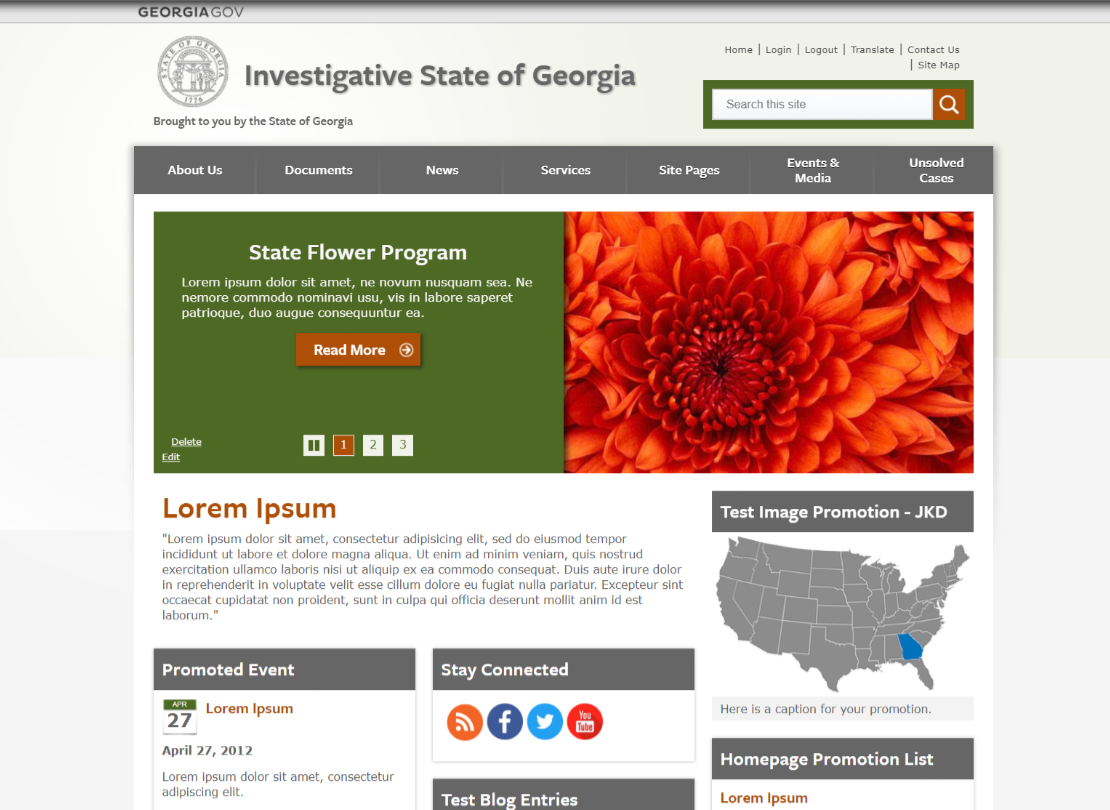 GEORGIAGOV
Investigative State of Georgia
Brought to you by the State of Georgia
Home | Login | Logout | Translate | Contact Us
| Site Map
Search this site
About Us
Documents
News
Services
Site Pages
Events &
Media
Unsolved
Cases
State Flower Program
Lorem ipsum dolor sit amet, ne novum nusquam sea. Ne
nemore commodo nominavi usu, vis in labore saperet
patrioque, duo augue consequuntur ea.
Read More
Delete
Edit
1
2
3
Lorem Ipsum
"Lorem ipsum dolor sit amet, consectetur adipisicing elit, sed do eiusmod tempor
incididunt ut labore et dolore magna aliqua. Ut enim ad minim veniam, quis nostrud
exercitation ullamco laboris nisi ut aliquip ex ea commodo consequat. Duis aute irure dolor
in reprehenderit in voluptate velit esse cillum dolore eu fugiat nulla pariatur. Excepteur sint
occaecat cupidatat non proident, sunt in culpa qui officia deserunt mollit anim id est
laborum."
Promoted Event
APR
27
Lorem Ipsum
April 27, 2012
Lorem ipsum dolor sit amet, consectetur
adipiscing elit.
Stay Connected
You
Tube
Test Blog Entries
Test Image Promotion - JKD
Here is a caption for your promotion.
Homepage Promotion List
Lorem Ipsum